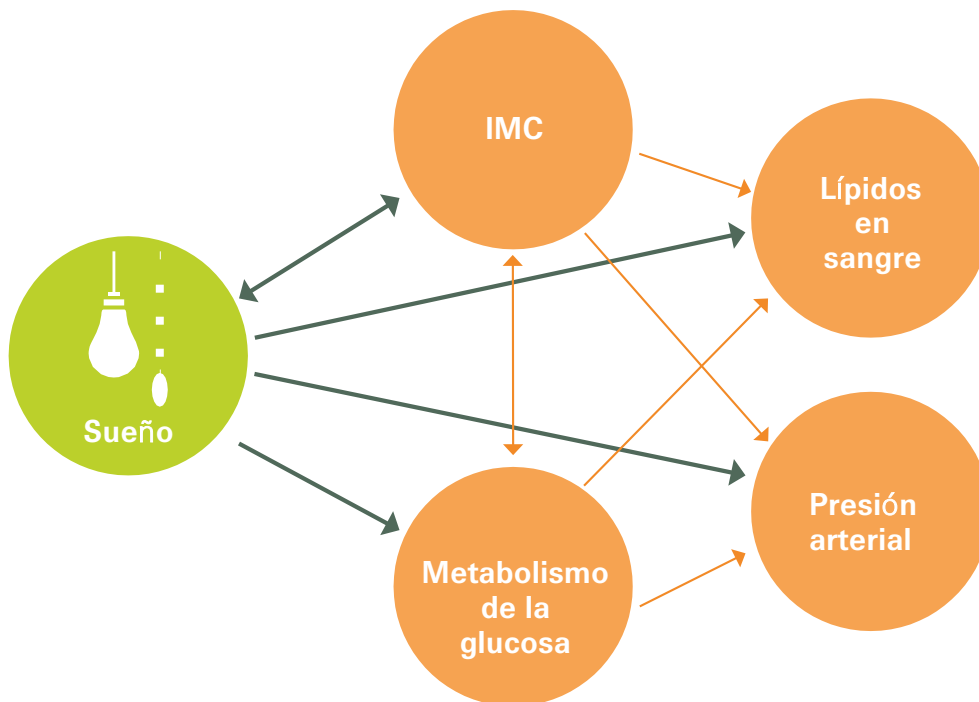 IMC
Lípidos
en
sangre
Sueño
Presión
arterial
Metabolismo
de la
glucosa